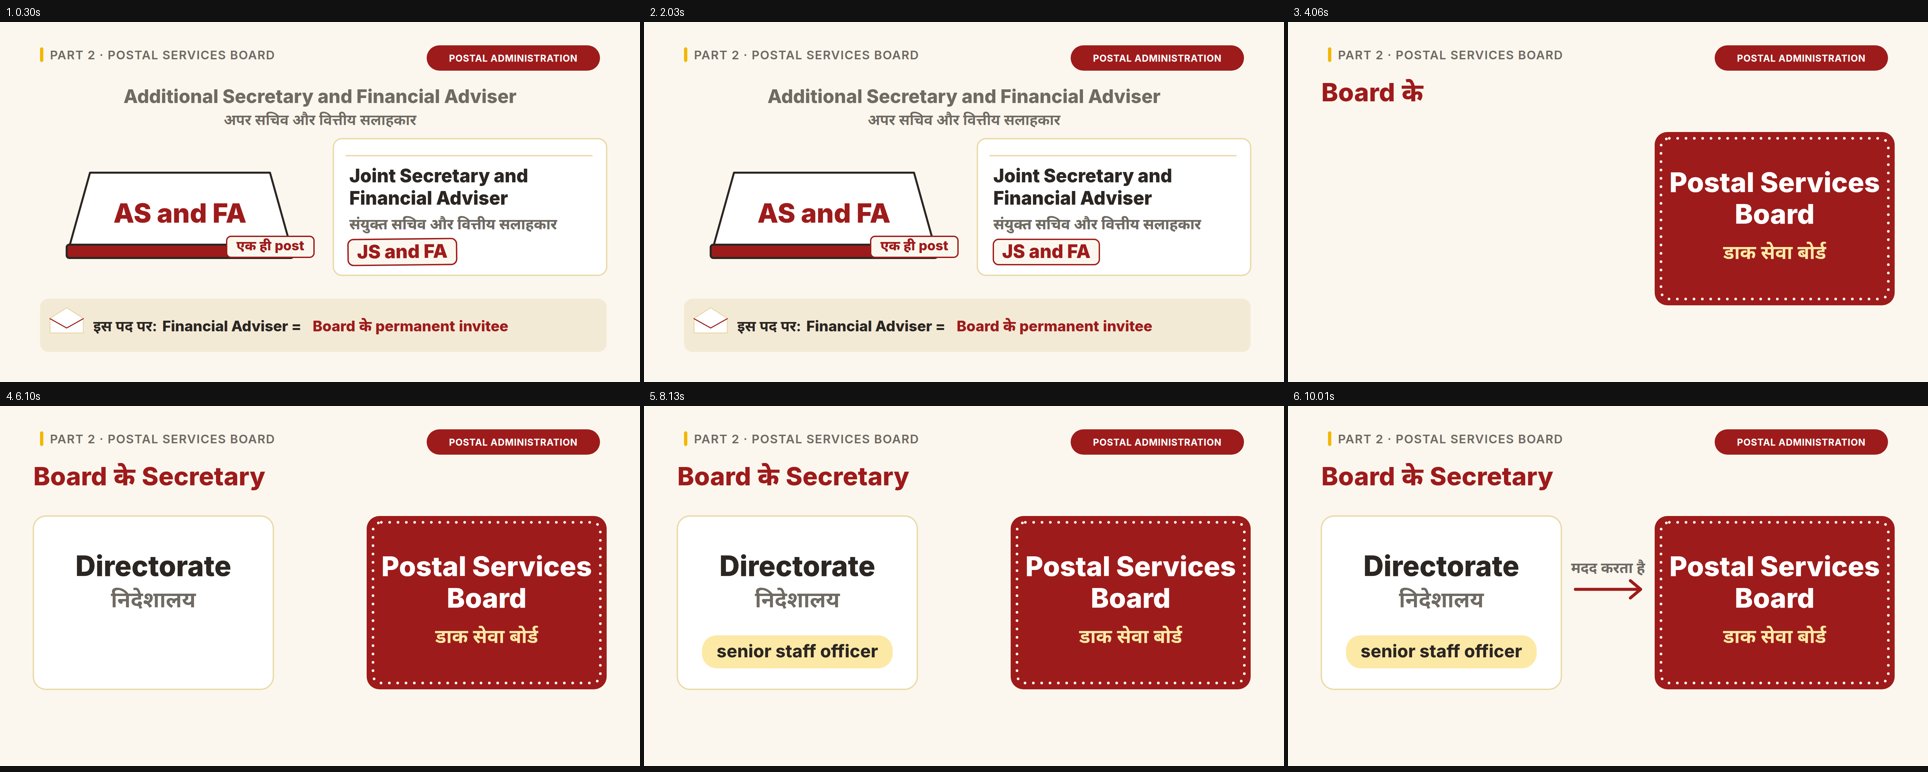 1. 0.30s
PART 2 · POSTAL SERVICES BOARD
POSTAL ADMINISTRATION
Additional Secretary and Financial Adviser
अपर सचिव और वित्तीय सलाहकार
AS and FA
एक ही post
Joint Secretary and
Financial Adviser
संयुक्त सचिव और वित्तीय सलाहकार
JS and FA
इस पद पर: Financial Adviser = Board के permanent invitee
2. 2.03s
PART 2 · POSTAL SERVICES BOARD
POSTAL ADMINISTRATION
Additional Secretary and Financial Adviser
अपर सचिव और वित्तीय सलाहकार
AS and FA
एक ही post
Joint Secretary and
Financial Adviser
संयुक्त सचिव और वित्तीय सलाहकार
JS and FA
इस पद पर: Financial Adviser = Board के permanent invitee
3. 4.06s
PART 2 · POSTAL SERVICES BOARD
POSTAL ADMINISTRATION
Board के
Postal Services
Board
डाक सेवा बोर्ड
4. 6.10s
PART 2 · POSTAL SERVICES BOARD
POSTAL ADMINISTRATION
Board के Secretary
Directorate
निदेशालय
Postal Services
Board
डाक सेवा बोर्ड
5. 8.13s
PART 2 · POSTAL SERVICES BOARD
POSTAL ADMINISTRATION
Board के Secretary
Directorate
निदेशालय
senior staff officer
Postal Services
Board
डाक सेवा बोर्ड
6. 10.01s
PART 2 · POSTAL SERVICES BOARD
POSTAL ADMINISTRATION
Board के Secretary
Directorate
निदेशालय
senior staff officer
मदद करता है
Postal Services
Board
डाक सेवा बोर्ड